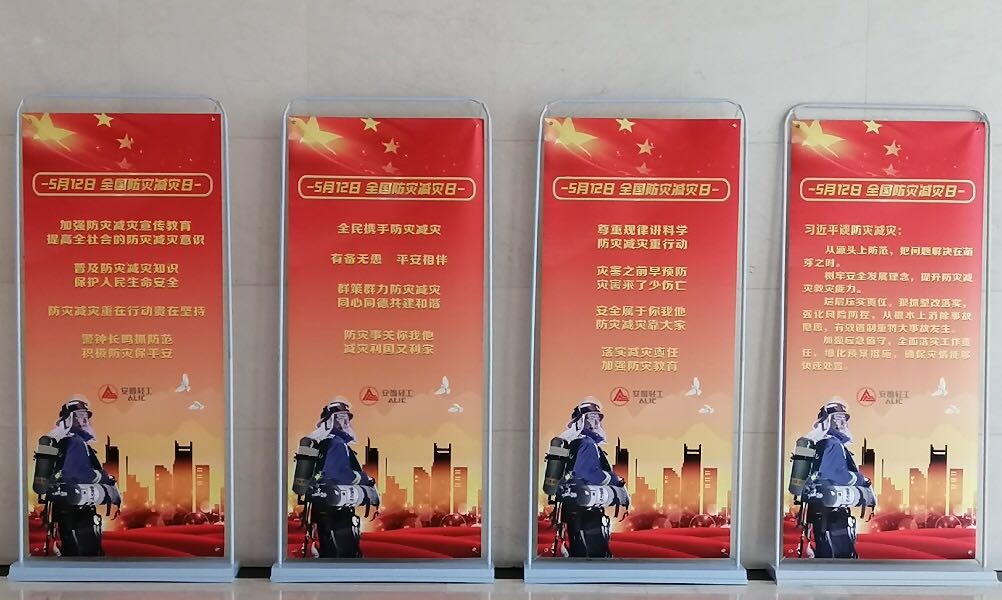 5月12日 全国防灾减灾日
加强防灾减灾宣传教育
提高全社会的防灾减灾意识
普及防灾减灾知识
保护人民生命安全
防灾减灾重在行动贵在坚持
警钟长鸣抓防范
积极防灾保平安
安徽轻工
ALIC
5月12日 全国防灾减灾日
全民携手防灾减灾
有备无患 平安相伴
群策群力防灾减灾
同心同德共建和谐
防灾事关你我他
减灾利国又利家
安徽轻工
ALIC
5月12日 全国防灾减灾日
尊重规律讲科学
防灾减灾重行动
灾害之前早预防
灾害来了少伤亡
安全属于你我他
防灾减灾靠大家
落实减灾责任
加强防灾教育
安徽轻工
ALIC
5月12日 全国防灾减灾日
习近平谈防灾减灾：
从源头上防范，把问题解决在萌
芽之时。
树牢安全发展理念，提升防灾减
灾救灾能力。
层层压实责任，狠抓整改落实，
强化风险防控，从根本上消除事故
隐患，有效遏制重特大事故发生。
加强应急值守，全面落实工作责
任，细化预案措施，确保灾情能够
快速处置。
安徽轻工
ALIC